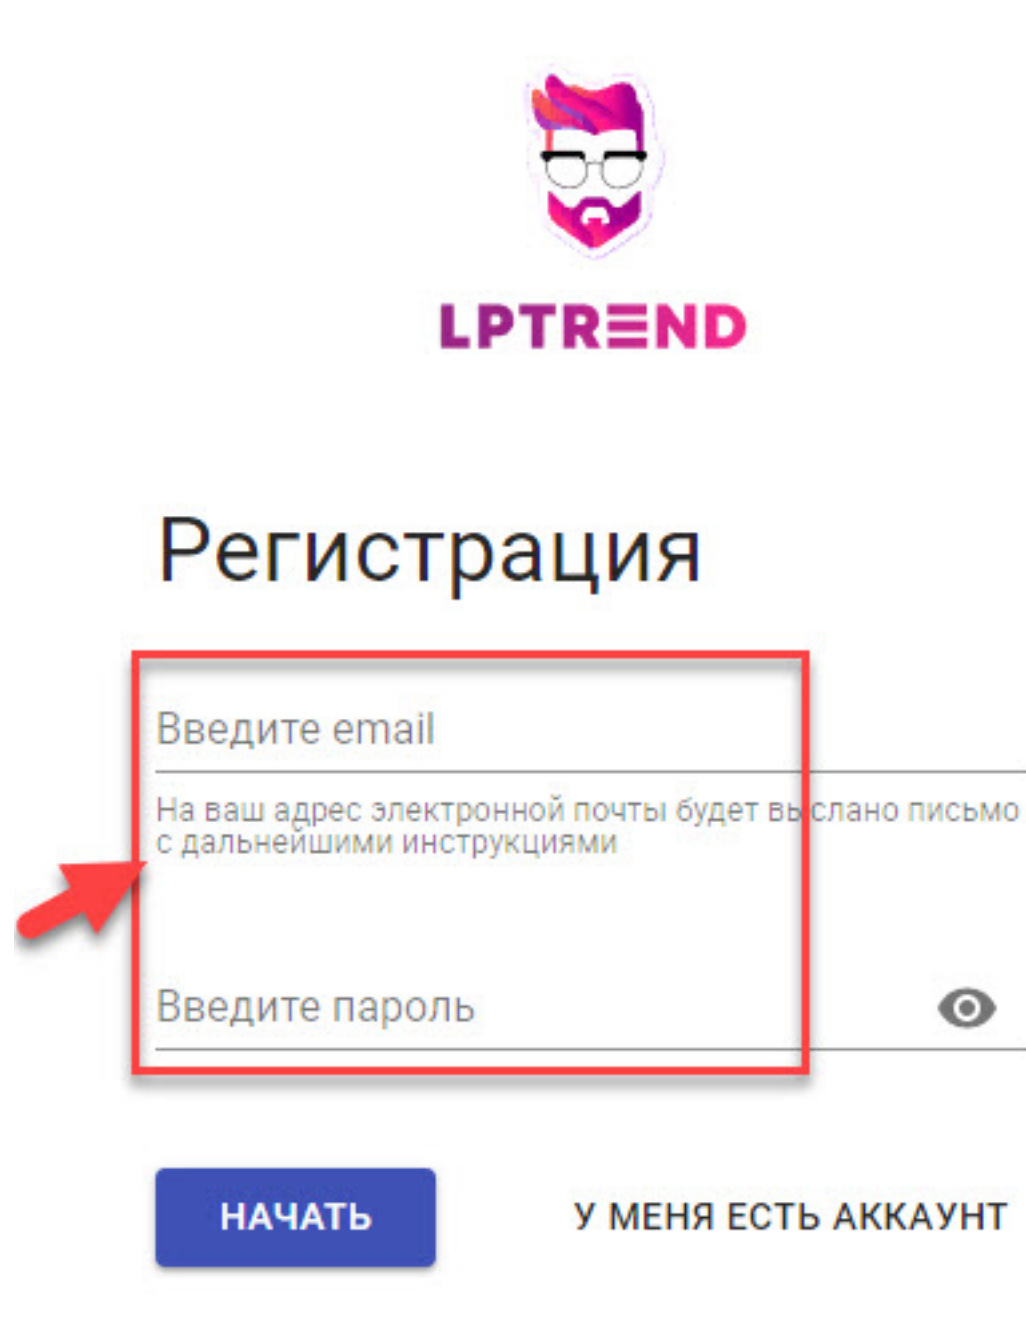 LPTREND
Регистрация
Введите email
На ваш адрес электронной почты будет выслано письмо
с дальнейшими инструкциями
Введите пароль
НАЧАТЬ
У МЕНЯ ЕСТЬ АККАУНТ